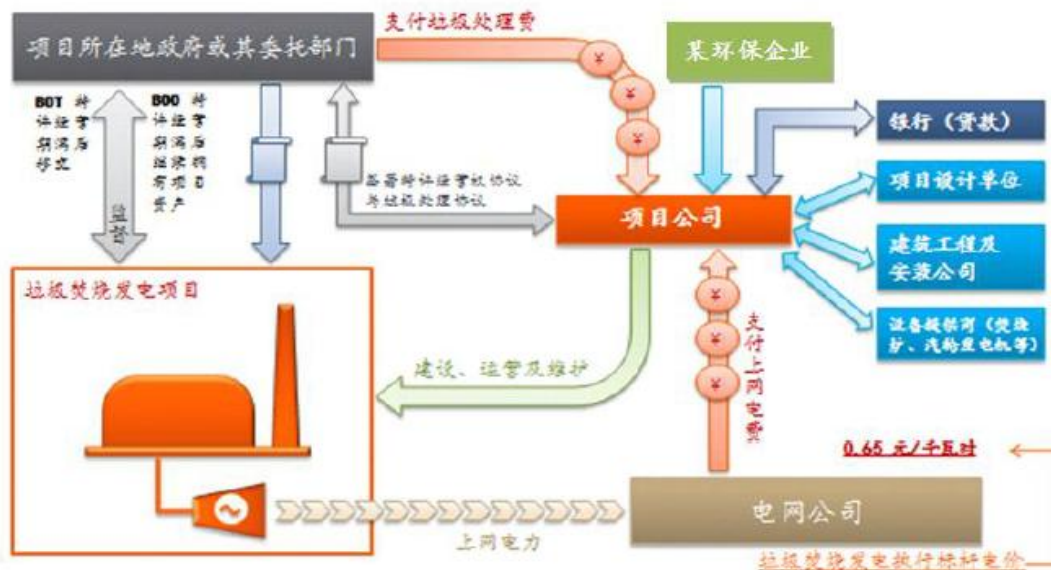 支付垃圾处理费
项目所在地政府或其委托部门
某环保企业
BOT 特
许经营
期满后
移交
BOO 特
许经营
期满后
继续拥
有项目
资产
监督
签署特许经营权协议
与垃圾处理协议
银行（贷款）
项目设计单位
项目公司
建筑工程及
安装公司
设备提供商（焚烧
炉、汽轮发电机等）
垃圾焚烧发电项目
¥
¥
¥
建设、运营及维护
支付上网电费
¥
¥
¥
0.65 元/千瓦时
电网公司
上网电力
垃圾焚烧发电执行标杆电价